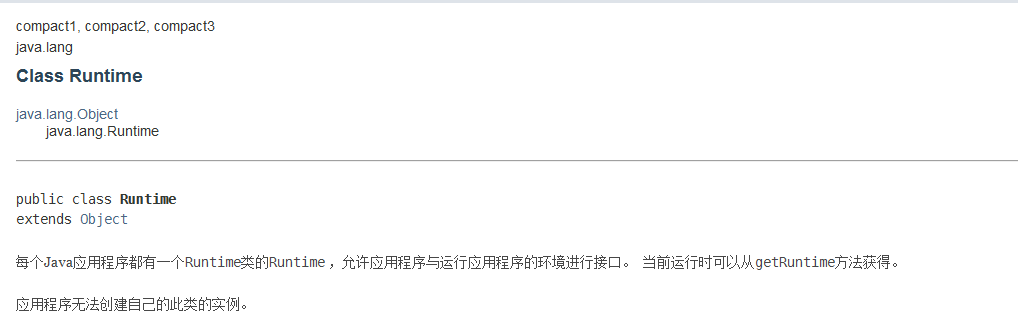 compact1, compact2, compact3
java.lang
Class Runtime
java.lang.Object
java.lang.Runtime
public class Runtime
extends Object
每个Java应用程序都有一个Runtime类的Runtime ，允许应用程序与运行应用程序的环境进行接口。 当前运行时可以从getRuntime方法获得。
应用程序无法创建自己的此类的实例。